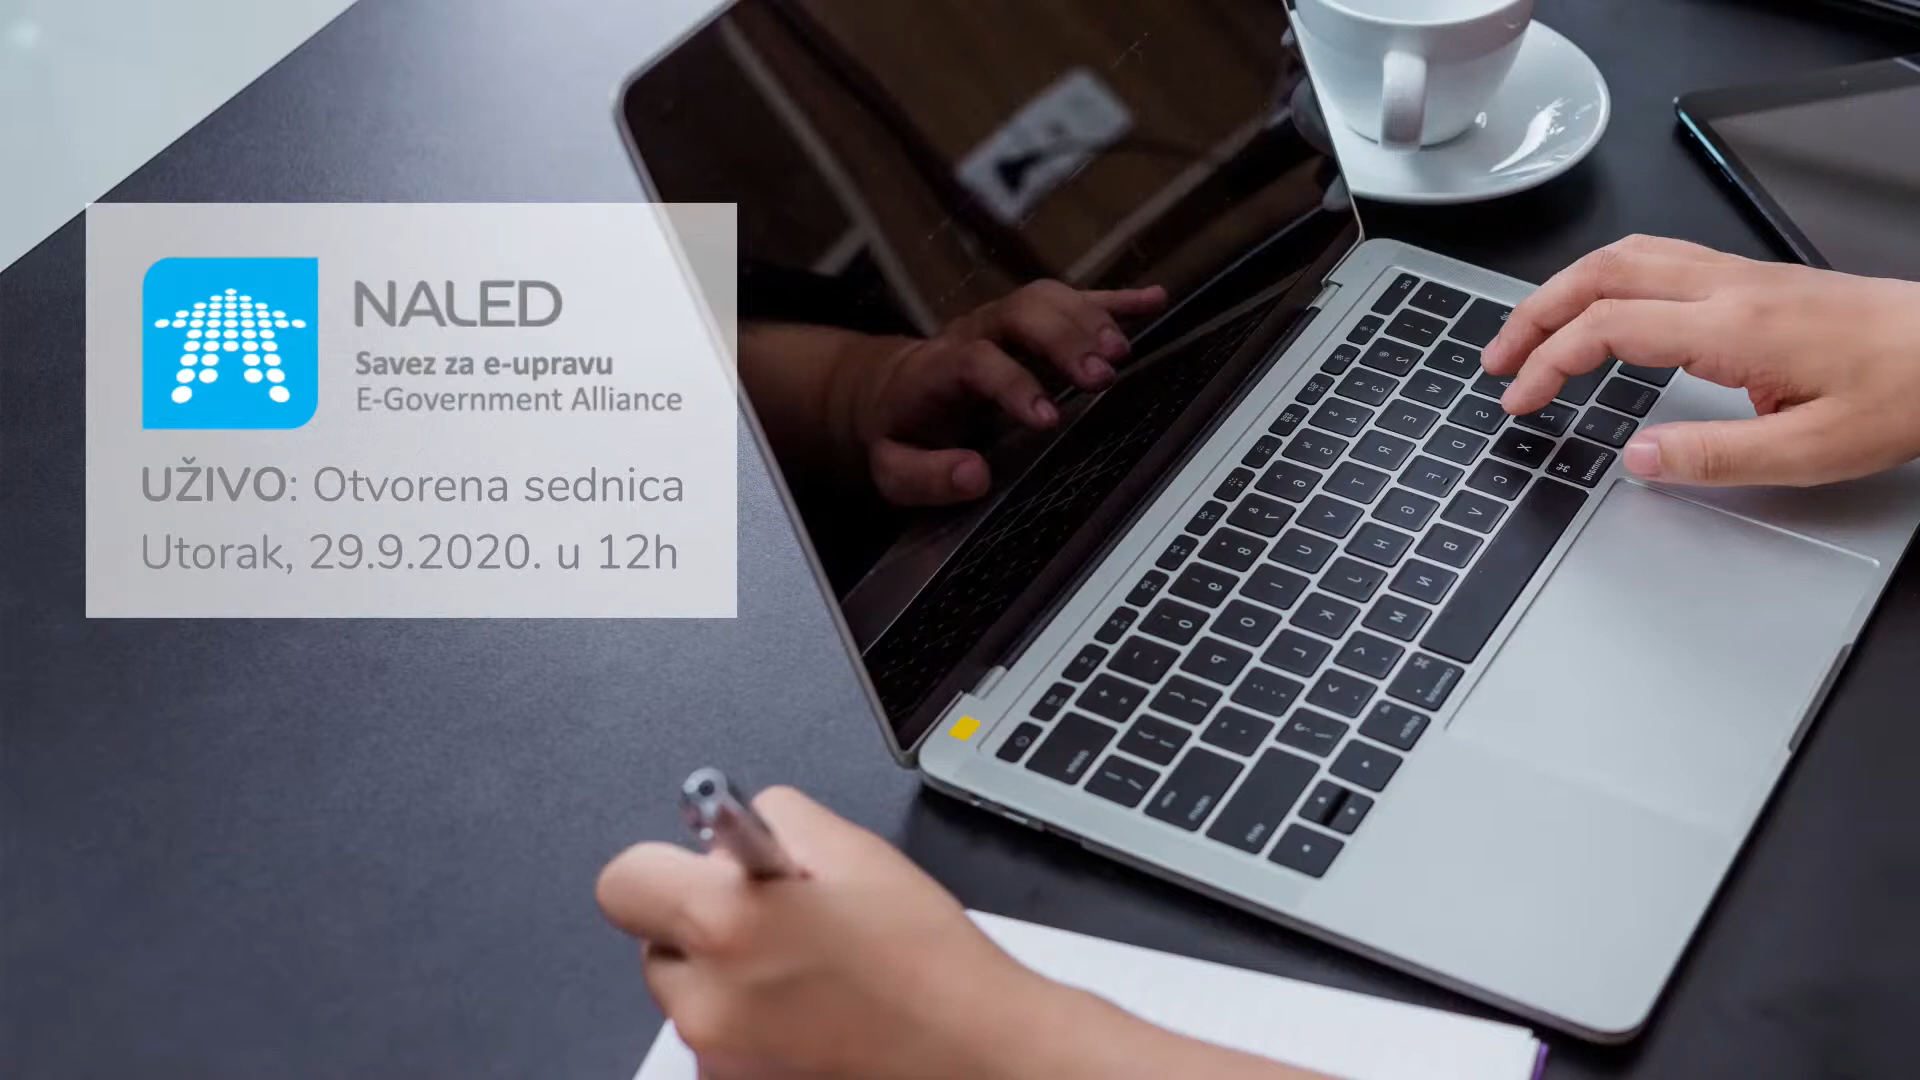 NALED
Savez za e-upravu
E-Government Alliance
UŽIVO: Otvorena sednica
Utorak, 29.9.2020. u 12h